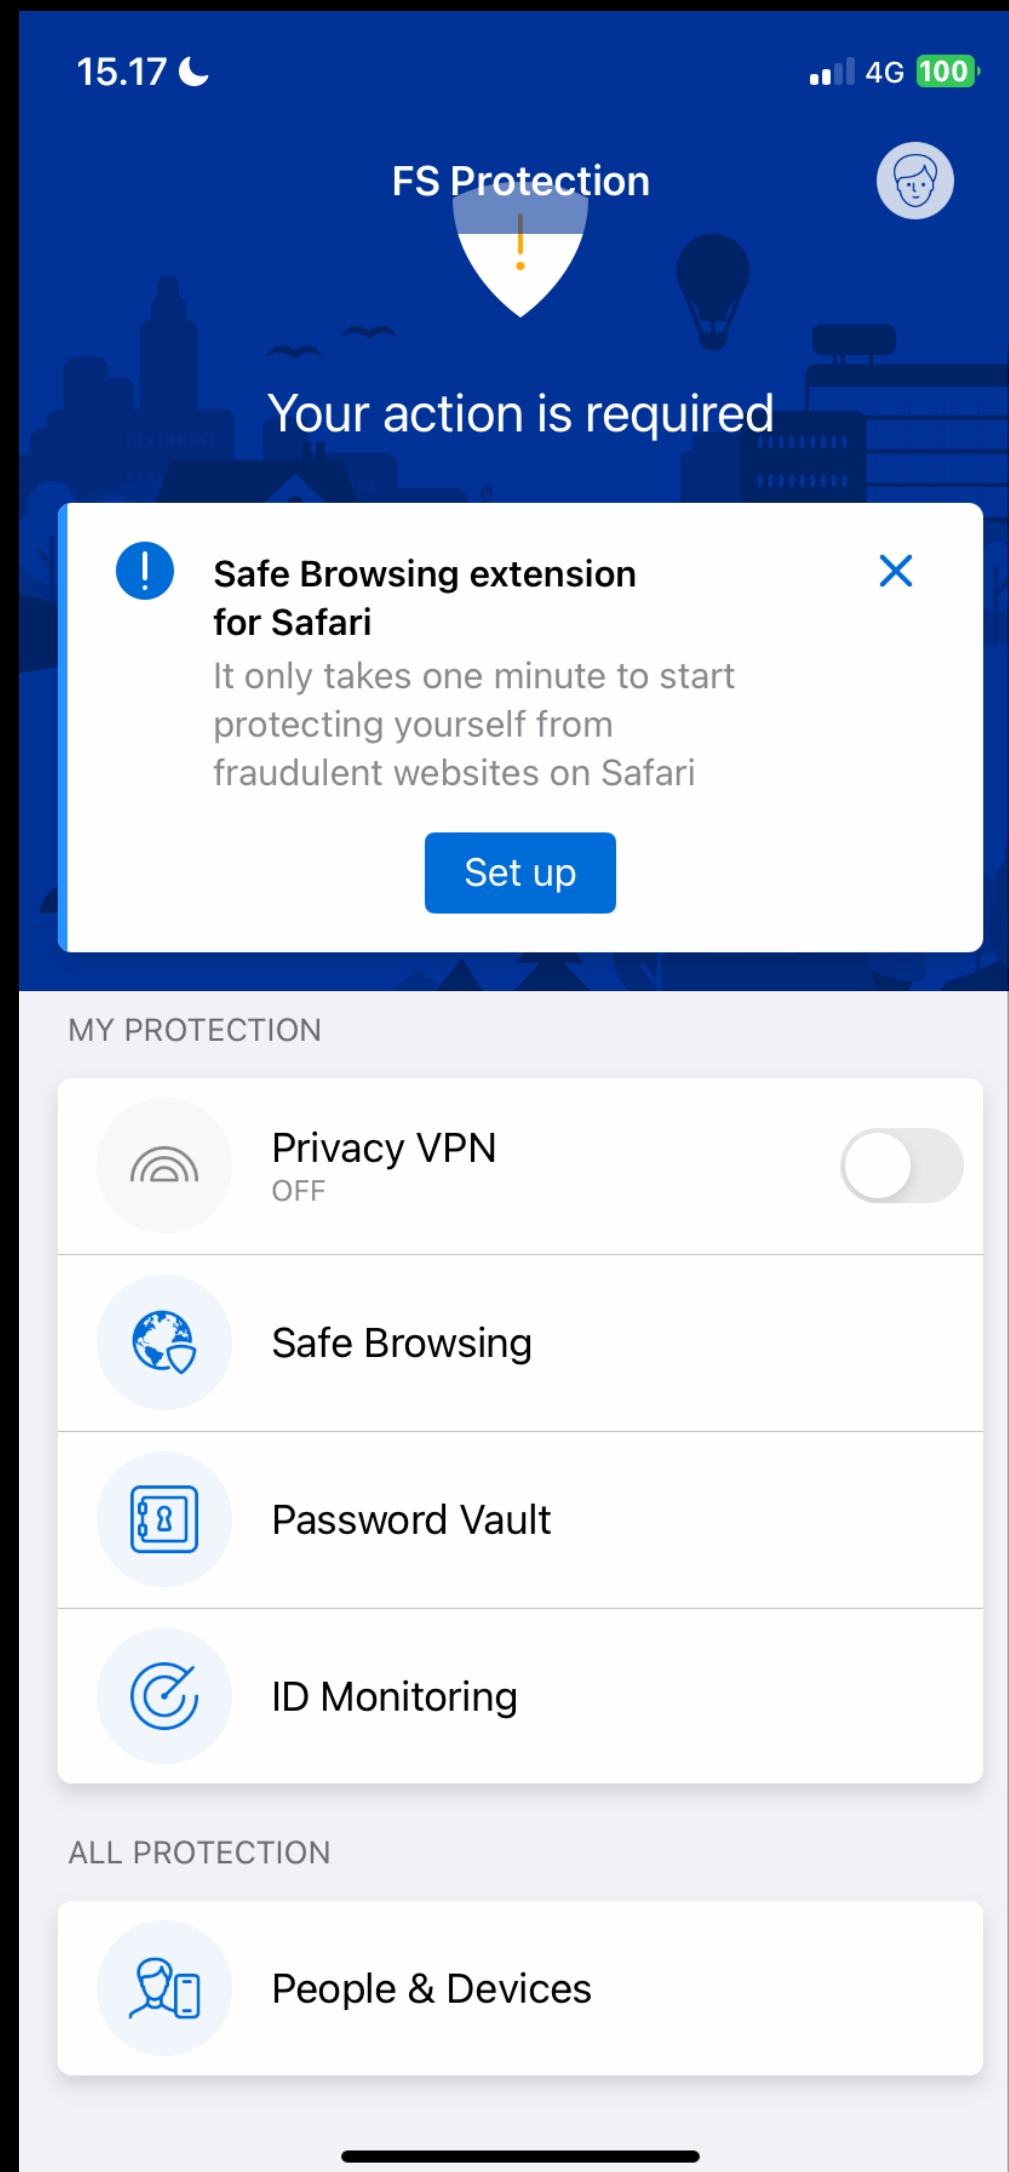 15.17
4G 100
FS Protection
Your action is required
Safe Browsing extension
for Safari
It only takes one minute to start
protecting yourself from
fraudulent websites on Safari
Set up
MY PROTECTION
Privacy VPN
OFF
Safe Browsing
Password Vault
ID Monitoring
ALL PROTECTION
People & Devices